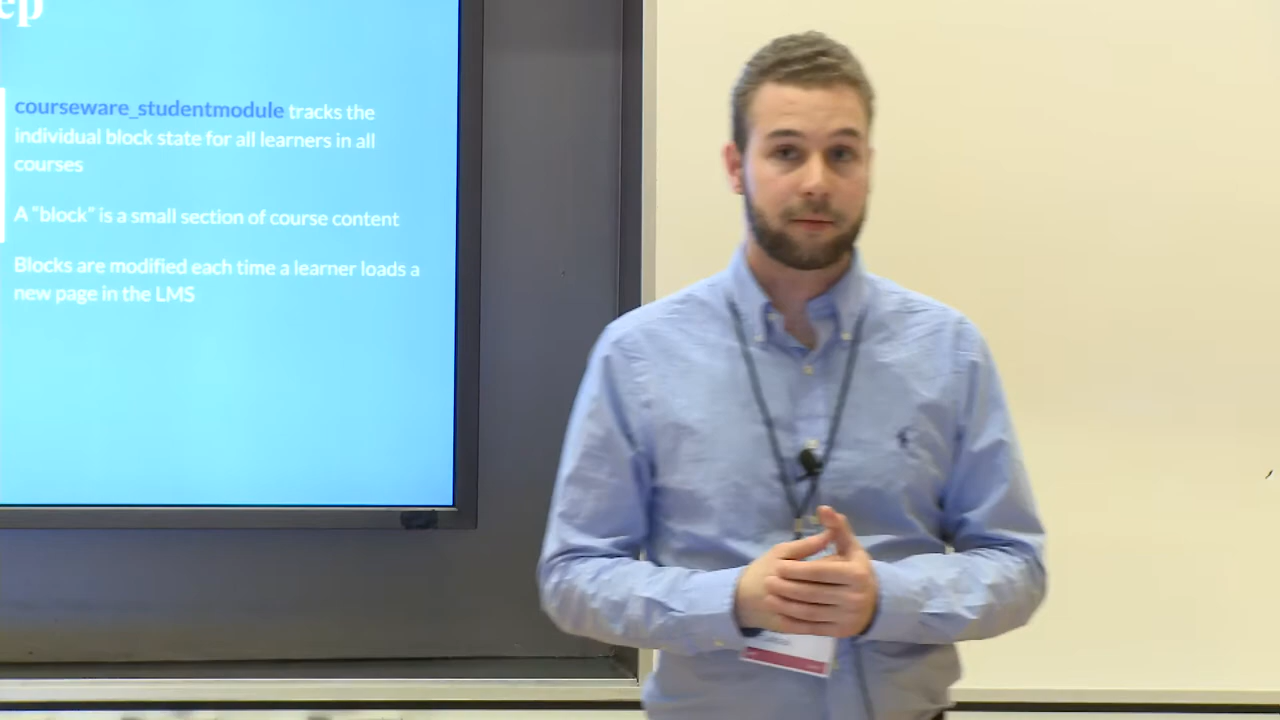 ep
courseware_studentmodule tracks the
individual block state for all learners in all
courses
A "block" is a small section of course content
Blocks are modified each time a learner loads a
new page in the LMS